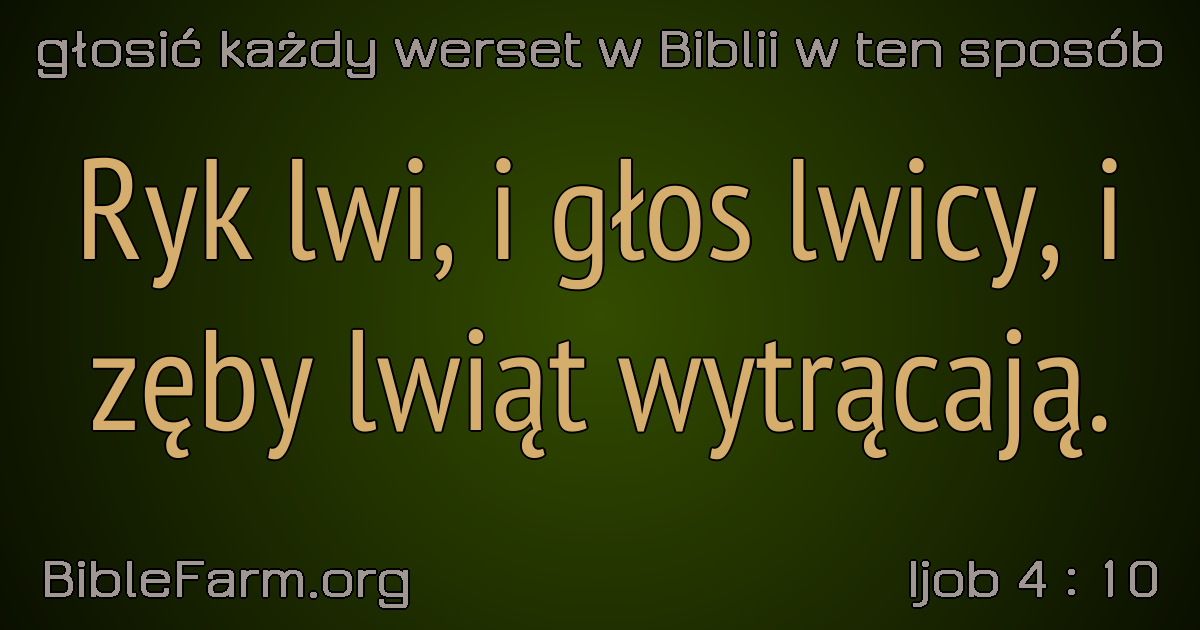 głosić każdy werset w Biblii w ten sposób
Ryk lwi, i głos lwicy, i
zęby lwiąt wytrącają.
BibleFarm.org
Ijob 4 : 10